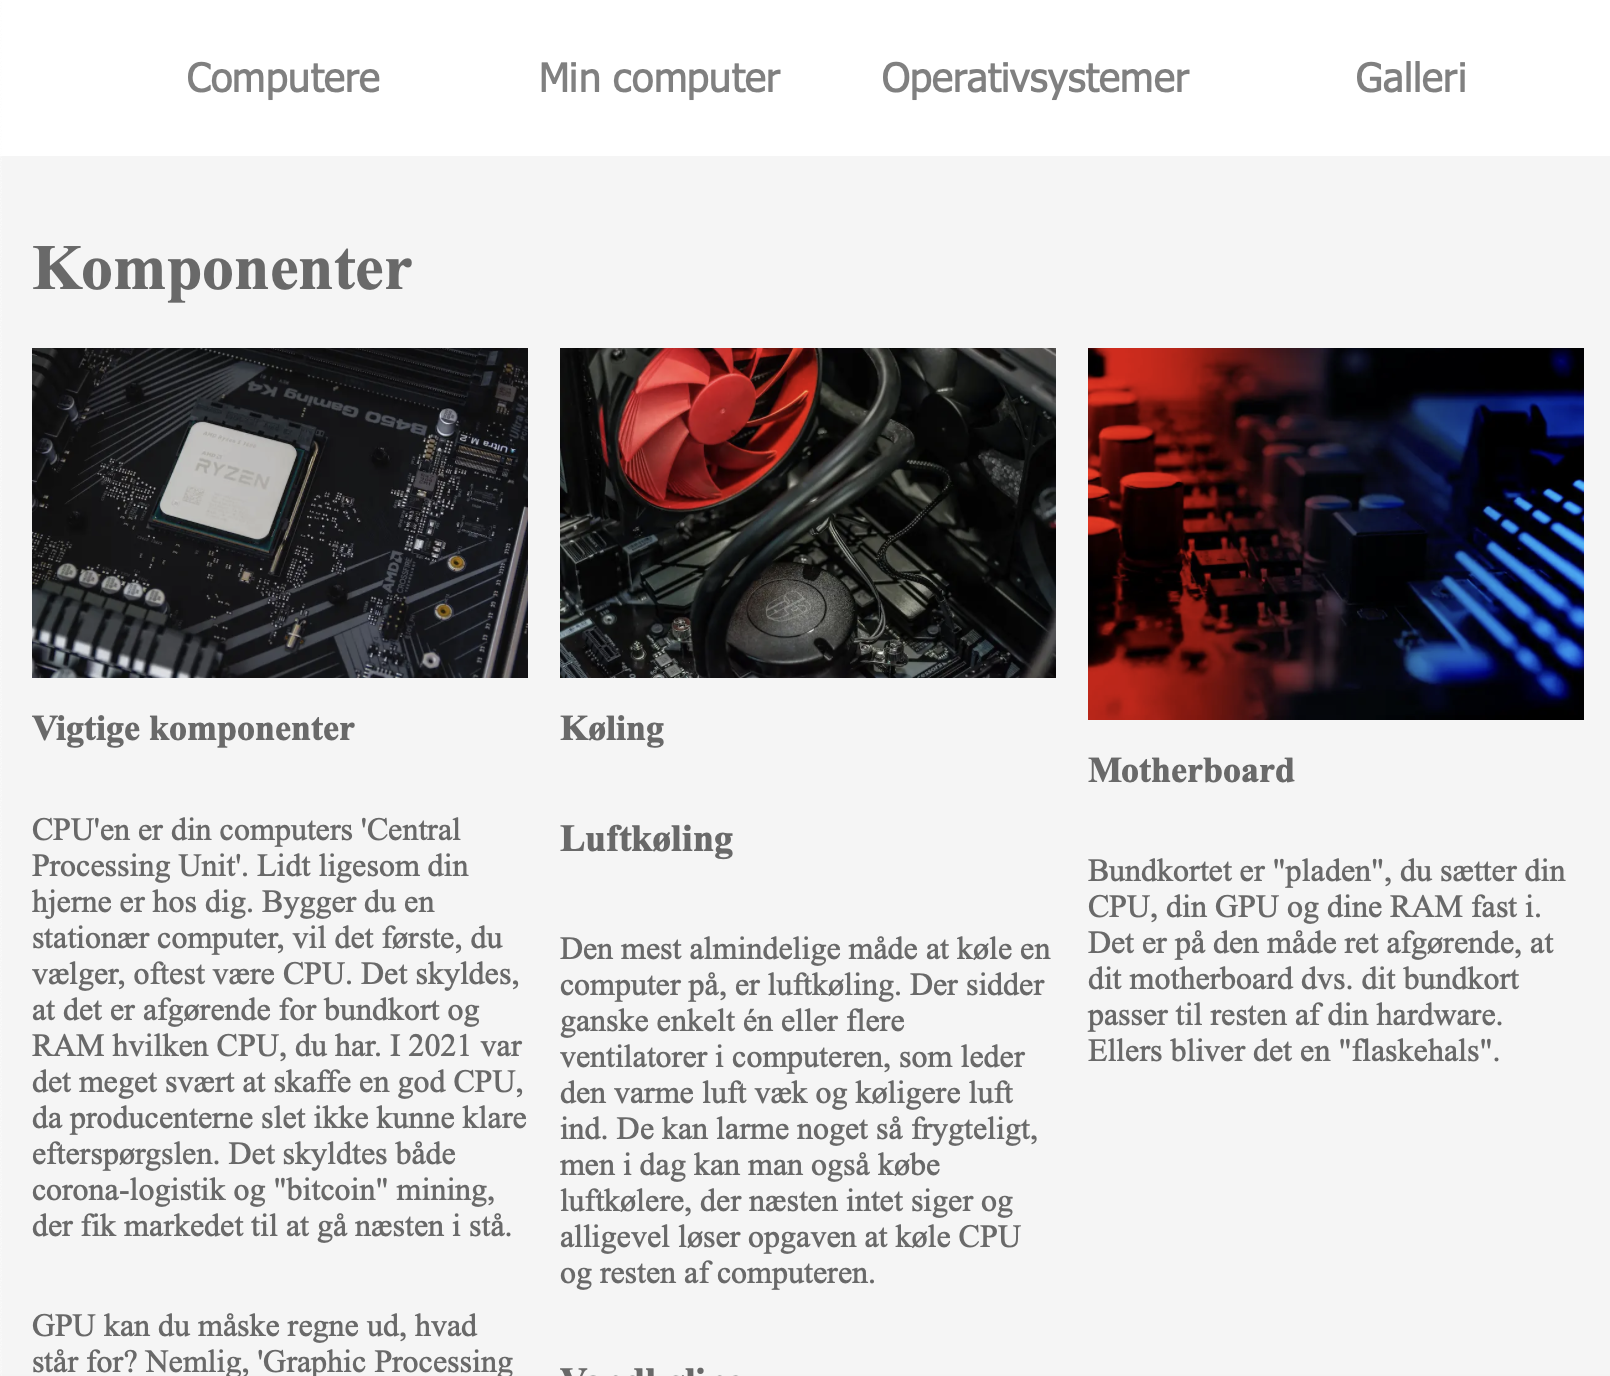 Computere
Min computer
Operativsystemer
Galleri
Komponenter
B450 Gaming K4
Ultra M.2
RYZEN
AMD
Vigtige komponenter
CPU'en er din computers 'Central
Processing Unit'. Lidt ligesom din
hjerne er hos dig. Bygger du en
stationær computer, vil det første, du
vælger, oftest være CPU. Det skyldes,
at det er afgørende for bundkort og
RAM hvilken CPU, du har. I 2021 var
det meget svært at skaffe en god CPU,
da producenterne slet ikke kunne klare
efterspørgslen. Det skyldtes både
corona-logistik og "bitcoin" mining,
der fik markedet til at gå næsten i stå.
GPU kan du måske regne ud, hvad
står for? Nemlig, 'Graphic Processing
Køling
Luftkøling
Den mest almindelige måde at køle en
computer på, er luftkøling. Der sidder
ganske enkelt én eller flere
ventilatorer i computeren, som leder
den varme luft væk og køligere luft
ind. De kan larme noget så frygteligt,
men i dag kan man også købe
luftkølere, der næsten intet siger og
alligevel løser opgaven at køle CPU
og resten af computeren.
Motherboard
Bundkortet er "pladen", du sætter din
CPU, din GPU og dine RAM fast i.
Det er på den måde ret afgørende, at
dit motherboard dvs. dit bundkort
passer til resten af din hardware.
Ellers bliver det en "flaskehals".